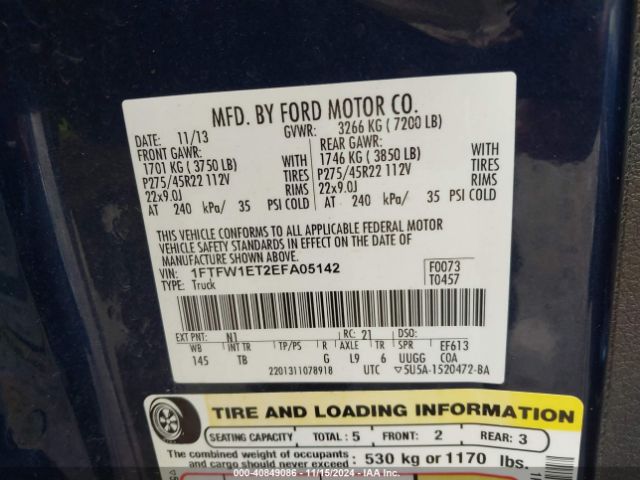 MFD. BY FORD MOTOR CO.
DATE: 11/13 GVWR: 3266 KG ( 7200 LB)
FRONT GAWR: REAR GAWR:
1701 KG ( 3750 LB) WITH 1746 KG ( 3850 LB) WITH
P275/45R22 112V TIRES P275/45R22 112V TIRES
22x9.0J RIMS 22x9.0J RIMS
AT 240 kPa/ 35 PSI COLD AT 240 kPa/ 35 PSI COLD
THIS VEHICLE CONFORMS TO ALL APPLICABLE FEDERAL MOTOR
VEHICLE SAFETY STANDARDS IN EFFECT ON THE DATE OF
MANUFACTURE SHOWN ABOVE.
VIN: 1FTFW1ET2EFA05142 F0073
TYPE: Truck T0457
EXT PNT: N1 RC: 21 DSO:
WB INT TR TP/PS R AXLE TR SPR EF613
145 TB G L9 6 UUGG COA
2201311078918 UTC ▽5U5A-1520472-BA
TIRE AND LOADING INFORMATION
SEATING CAPACITY TOTAL : 5 FRONT: 2 REAR: 3
The combined weight of occupants
and cargo should never exceed : 530 kg or 1170 lbs.
© 00-40849086 - 11/15/2024 - IAAI.COM